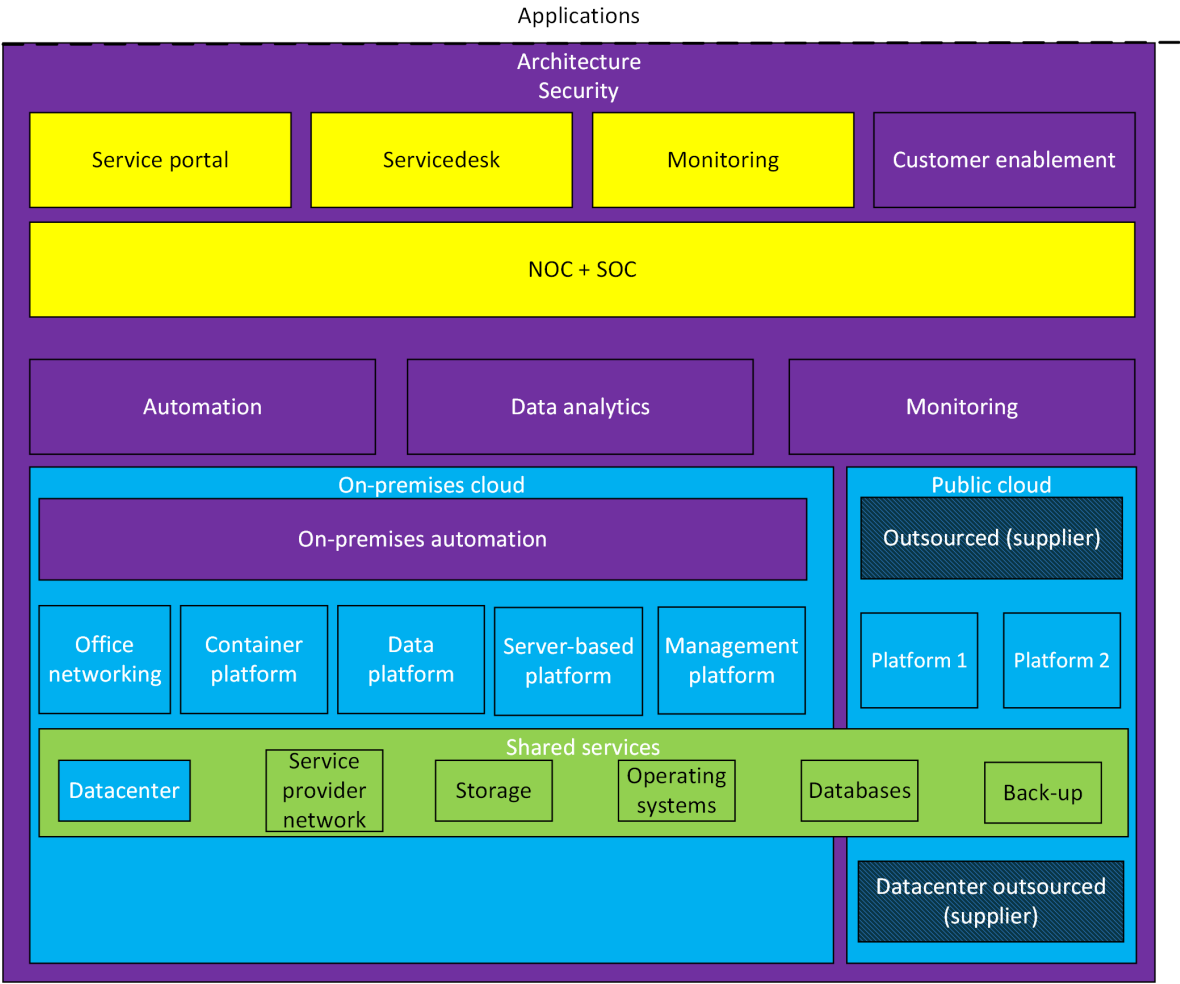 Applications
Architecture
Security
Service portal
Servicedesk
Monitoring
Customer enablement
NOC + SOC
Automation
Data analytics
Monitoring
On-premises cloud
On-premises automation
Office
networking
Container
platform
Data
platform
Server-based
platform
Management
platform
Public cloud
Outsourced (supplier)
Platform 1
Platform 2
Shared services
Datacenter
Service
provider
network
Storage
Operating
systems
Databases
Back-up
Datacenter outsourced
(supplier)